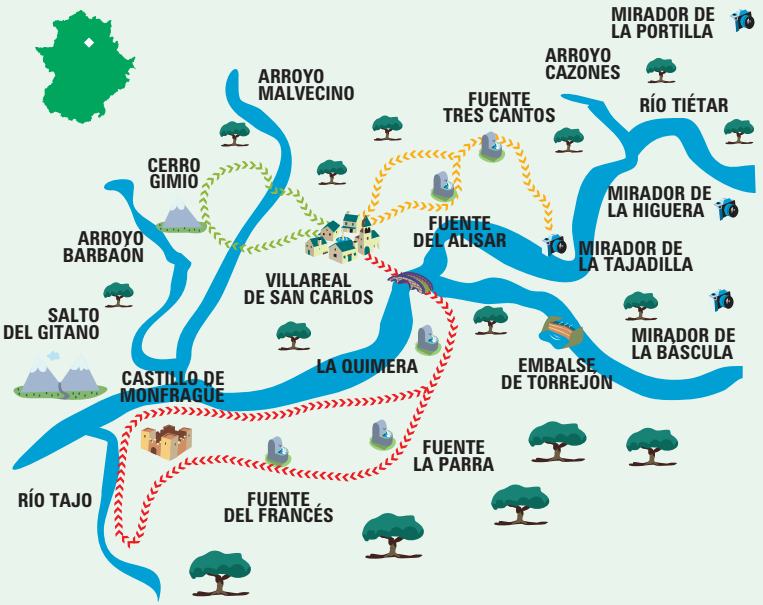 MIRADOR DE
LA PORTILLA
ARROYO
CAZONES
ARROYO
MALVECINO
FUENTE
TRES CANTOS
RÍO TIÉTAR
CERRO
GIMIO
MIRADOR DE
LA HIGUERA
ARROYO
BARBAÓN
FUENTE
DEL ALISAR
MIRADOR DE
LA TAJADILLA
VILLAREAL
DE SAN CARLOS
SALTO
DEL GITANO
MIRADOR DE
LA BÁSCULA
LA QUIMERA
EMBALSE
DE TORREJÓN
CASTILLO DE
MONFRAGÜE
FUENTE
LA PARRA
RÍO TAJO
FUENTE
DEL FRANCÉS